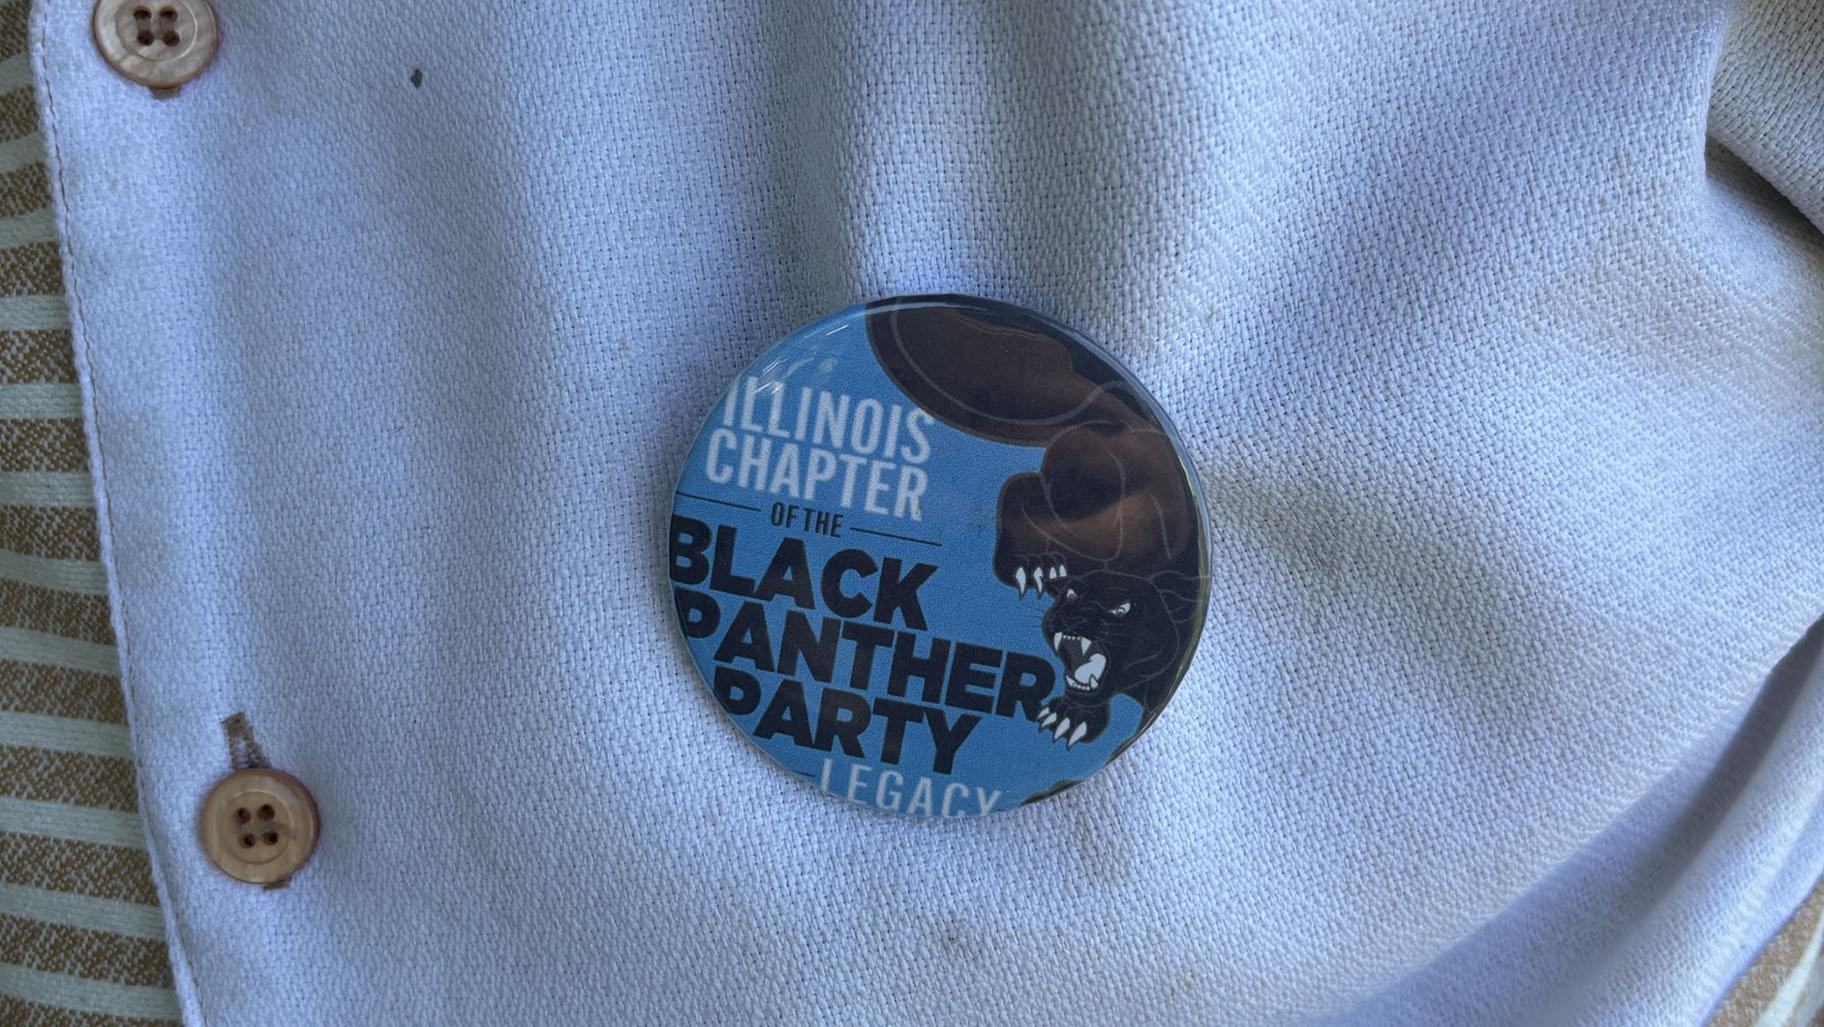 ILLINOIS
CHAPTER
OF THE
BLACK
PANTHER
PARTY
LEGACY